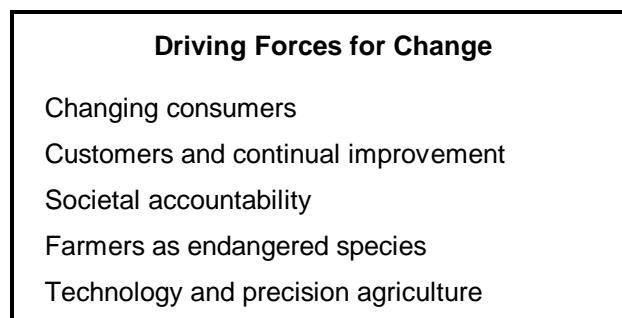 Driving Forces for Change
Changing consumers
Customers and continual improvement
Societal accountability
Farmers as endangered species
Technology and precision agriculture